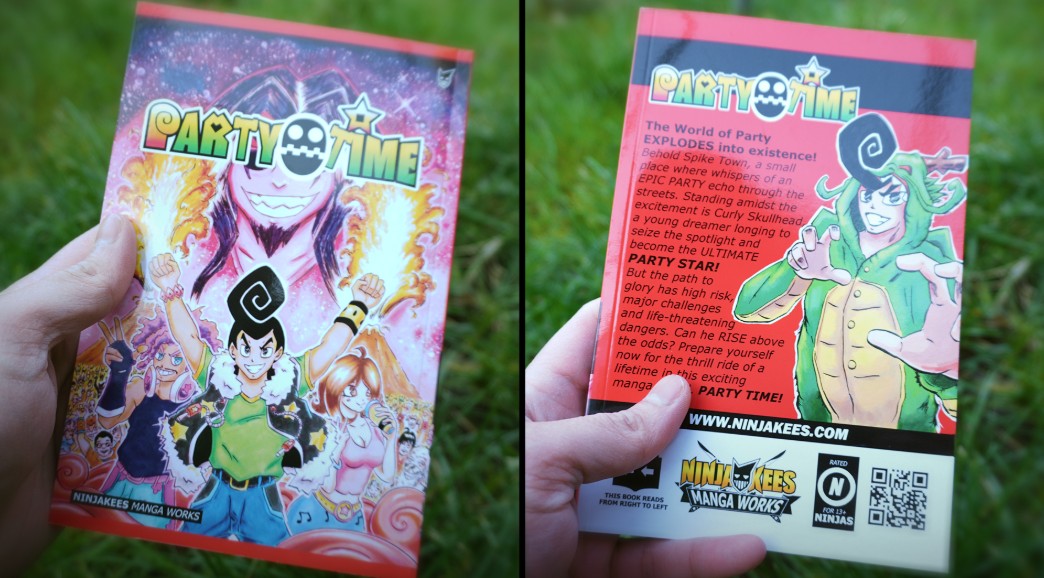 PARTY TIME
NINJAKEES MANGA WORKS
PARTY TIME
The World of Party
EXPLODES into existence!
Behold Spike Town, a small
place where whispers of an
EPIC PARTY echo through the
streets. Standing amidst the
excitement is Curly Skullhead,
a young dreamer longing to
seize the spotlight and
become the ULTIMATE
PARTY STAR!
But the path to
glory has high risk,
major challenges
and life-threatening
dangers. Can he RISE above
the odds? Prepare yourself
now for the thrill ride of a
lifetime in this exciting
manga PARTY TIME!
WWW.NINJAKEES.COM
THIS BOOK READS
FROM RIGHT TO LEFT
NINJAKEES
MANGA WORKS
RATED
N
FOR 13+
NINJAS